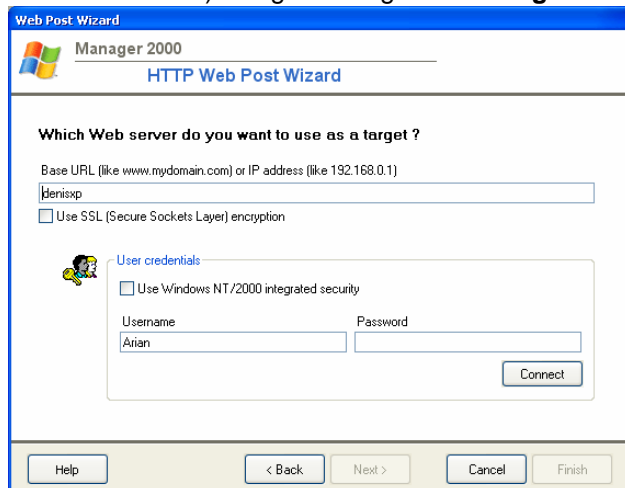 Web Post Wizard
Manager 2000
HTTP Web Post Wizard
Which Web server do you want to use as a target ?
Base URL (like www.mydomain.com) or IP address (like 192.168.0.1)
denisxp
Use SSL (Secure Sockets Layer) encryption
User credentials
Use Windows NT/2000 integrated security
Username Password
Arian
Connect
Help < Back Next > Cancel Finish